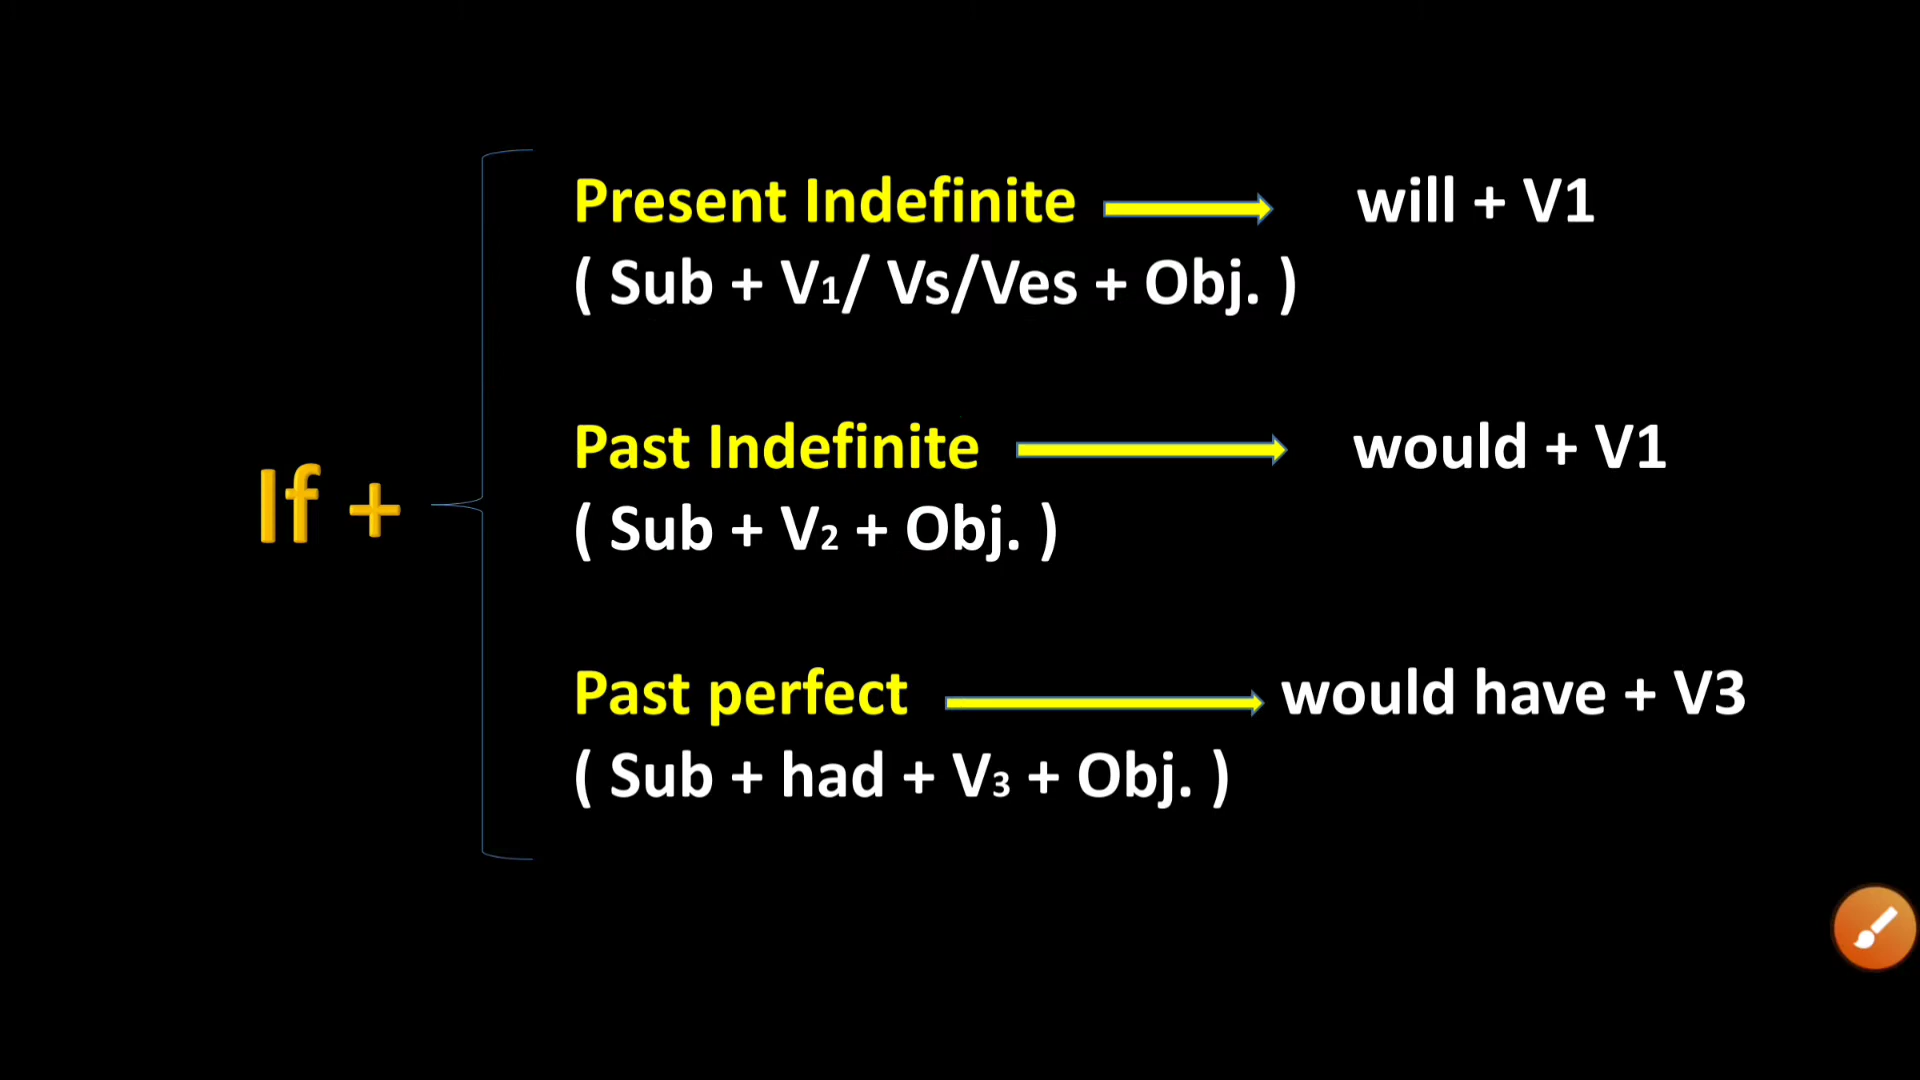 Present Indefinite will + V1
( Sub + V₁/ Vs/Ves + Obj. )
Past Indefinite would + V1
If +
( Sub + V₂ + Obj. )
Past perfect would have + V3
( Sub + had + V₃ + Obj. )